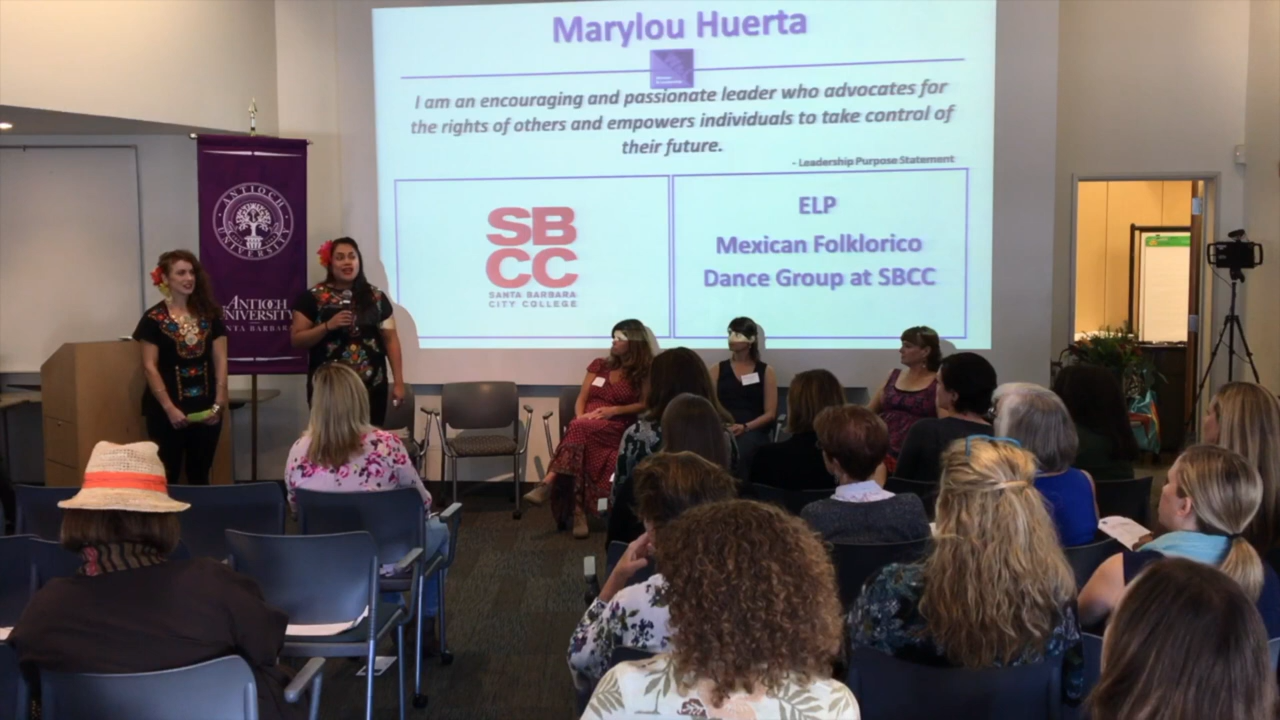 Marylou Huerta
I am an encouraging and passionate leader who advocates for
the rights of others and empowers individuals to take control of
their future.
- Leadership Purpose Statement
SB
CC
SANTA BARBARA
CITY COLLEGE
ELP
Mexican Folklorico
Dance Group at SBCC
ANTIOCH
UNIVERSITY
ANTIOCH
UNIVERSITY
SANTA BARBARA